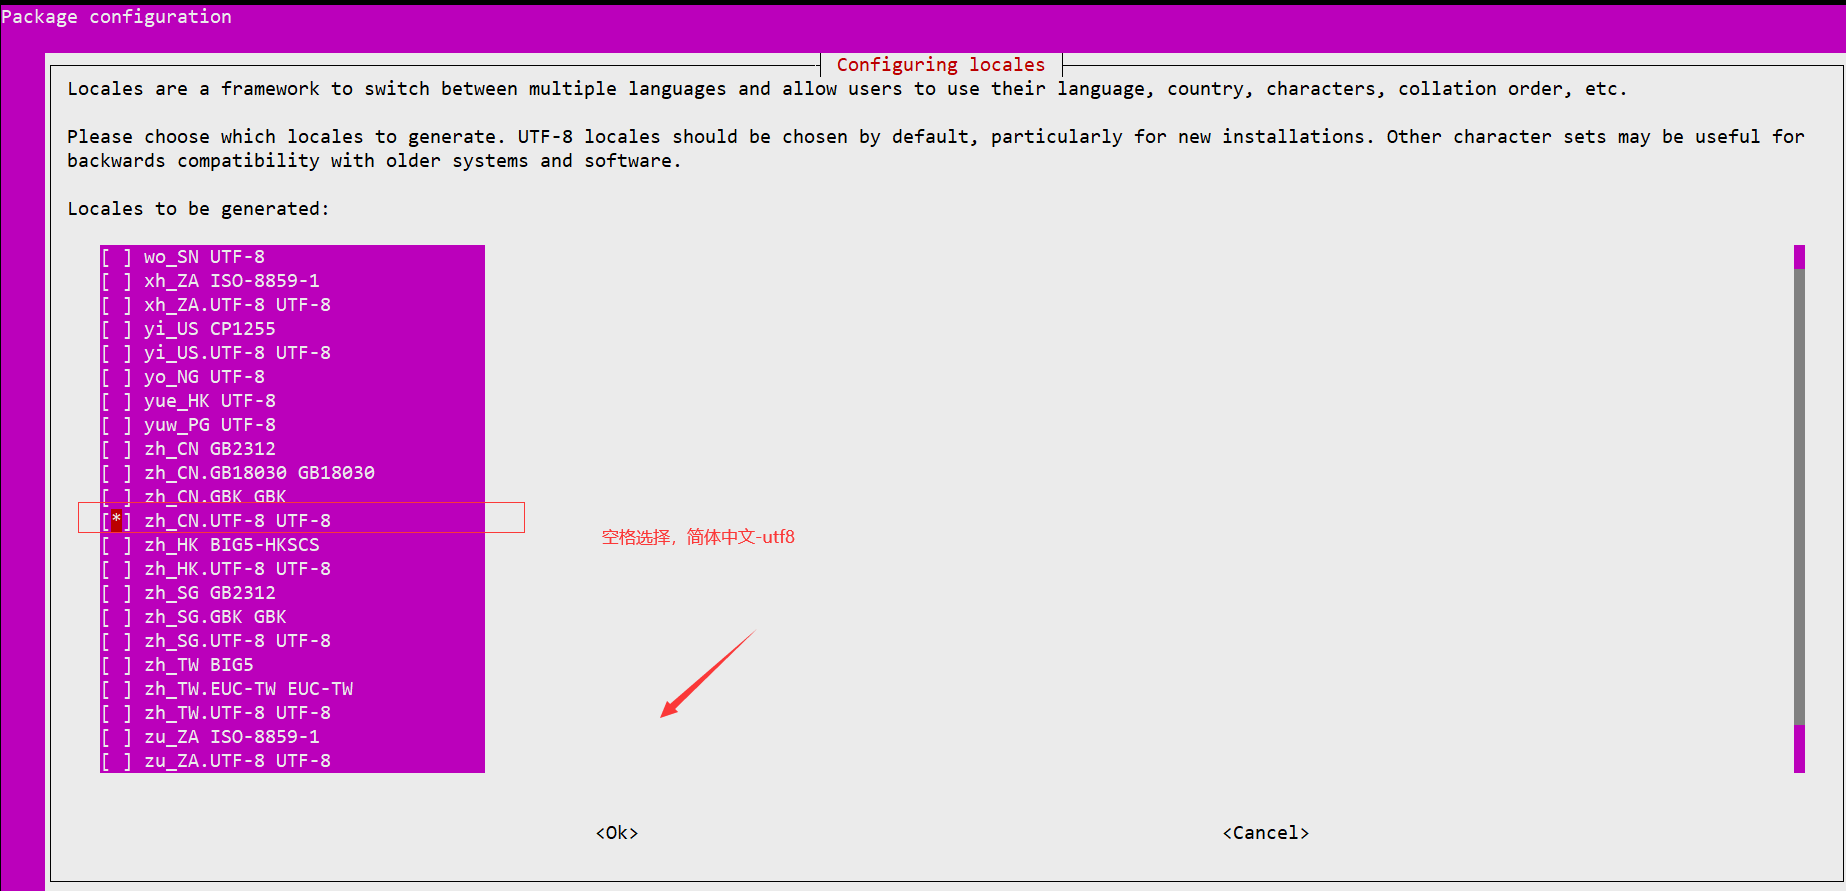 Package configuration
Configuring locales
Locales are a framework to switch between multiple languages and allow users to use their language, country, characters, collation order, etc.
Please choose which locales to generate. UTF-8 locales should be chosen by default, particularly for new installations. Other character sets may be useful for
backwards compatibility with older systems and software.
Locales to be generated:
[ ] wo_SN UTF-8
[ ] xh_ZA ISO-8859-1
[ ] xh_ZA.UTF-8 UTF-8
[ ] yi_US CP1255
[ ] yi_US.UTF-8 UTF-8
[ ] yo_NG UTF-8
[ ] yue_HK UTF-8
[ ] yuw_PG UTF-8
[ ] zh_CN GB2312
[ ] zh_CN.GB18030 GB18030
[ ] zh_CN.GBK GBK
[*] zh_CN.UTF-8 UTF-8
空格选择，简体中文-utf8
[ ] zh_HK BIG5-HKSCS
[ ] zh_HK.UTF-8 UTF-8
[ ] zh_SG GB2312
[ ] zh_SG.GBK GBK
[ ] zh_SG.UTF-8 UTF-8
[ ] zh_TW BIG5
[ ] zh_TW.EUC-TW EUC-TW
[ ] zh_TW.UTF-8 UTF-8
[ ] zu_ZA ISO-8859-1
[ ] zu_ZA.UTF-8 UTF-8
<Ok>
<Cancel>